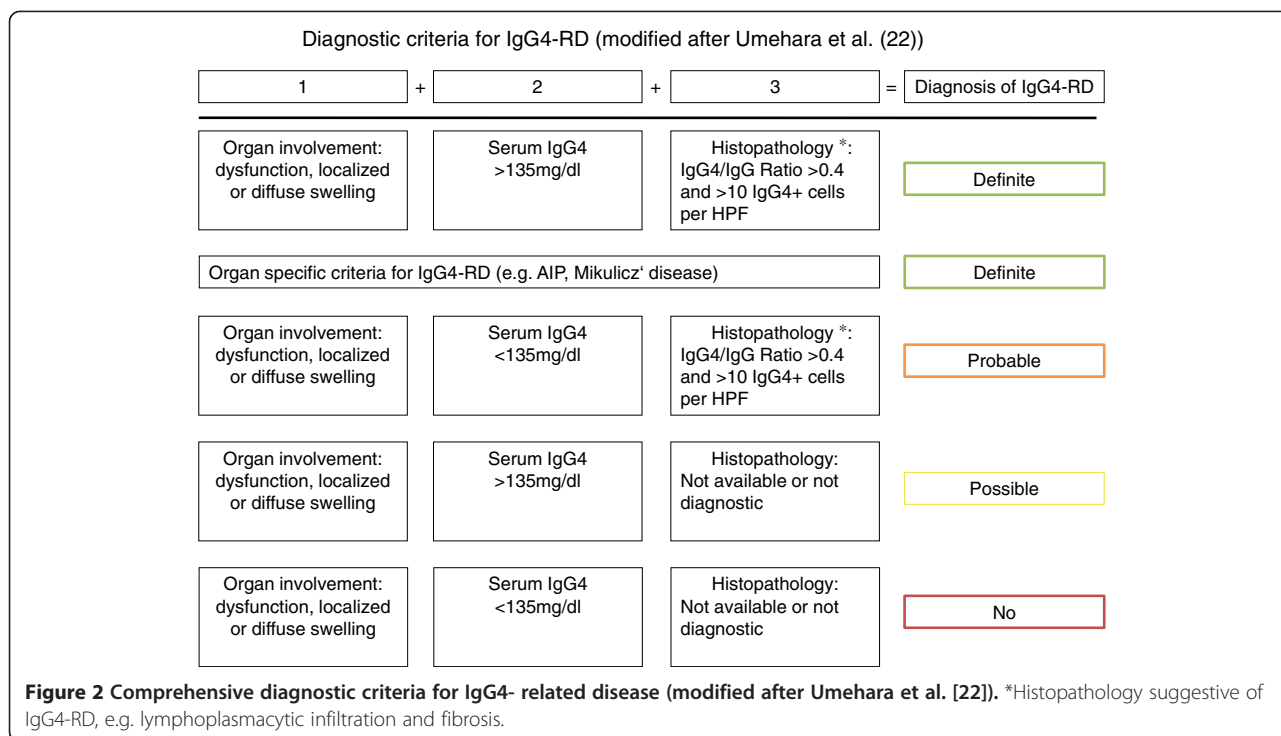 Diagnostic criteria for IgG4-RD (modified after Umehara et al. (22))
1 + 2 + 3 = Diagnosis of IgG4-RD
Organ involvement:
dysfunction, localized
or diffuse swelling
Serum IgG4
>135mg/dl
Histopathology *:
IgG4/IgG Ratio >0.4
and >10 IgG4+ cells
per HPF
Definite
Organ specific criteria for IgG4-RD (e.g. AIP, Mikulicz‘ disease)
Definite
Organ involvement:
dysfunction, localized
or diffuse swelling
Serum IgG4
<135mg/dl
Histopathology *:
IgG4/IgG Ratio >0.4
and >10 IgG4+ cells
per HPF
Probable
Organ involvement:
dysfunction, localized
or diffuse swelling
Serum IgG4
>135mg/dl
Histopathology:
Not available or not
diagnostic
Possible
Organ involvement:
dysfunction, localized
or diffuse swelling
Serum IgG4
<135mg/dl
Histopathology:
Not available or not
diagnostic
No
Figure 2 Comprehensive diagnostic criteria for IgG4- related disease (modified after Umehara et al. [22]). *Histopathology suggestive of
IgG4-RD, e.g. lymphoplasmacytic infiltration and fibrosis.